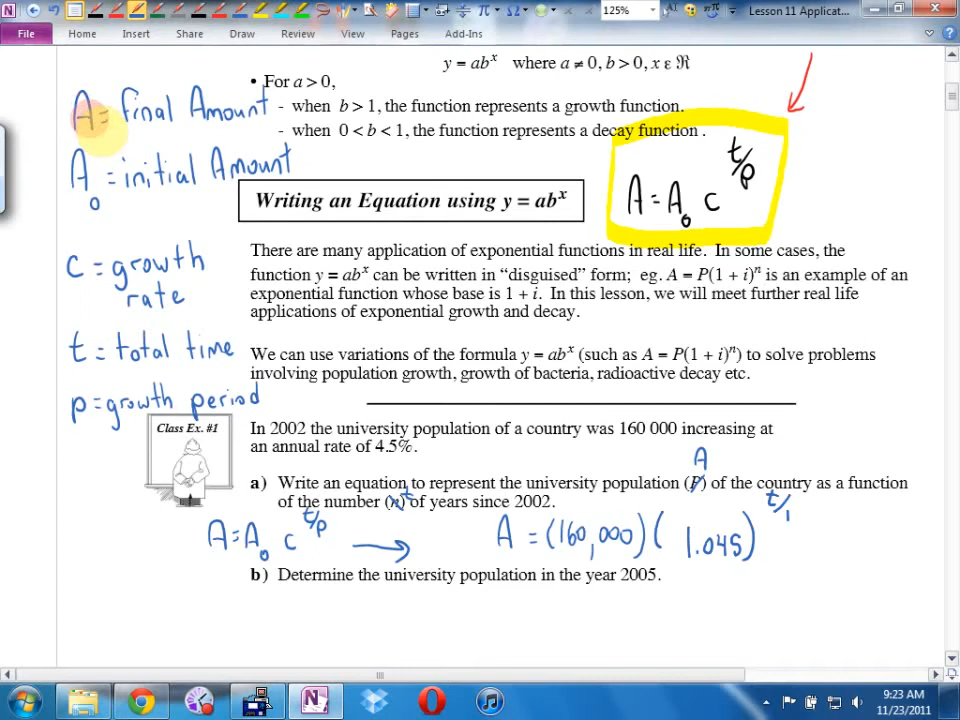 125%
Lesson 11 Applicat...
File Home Insert Share Draw Review View Pages Add-Ins
y = abˣ where a ≠ 0, b > 0, x ε ℜ
• For a > 0,
- when b > 1, the function represents a growth function.
- when 0 < b < 1, the function represents a decay function .
A = final Amount
A₀ = initial Amount
A = A₀ c^(t/p)
Writing an Equation using y = abˣ
There are many application of exponential functions in real life. In some cases, the
function y = abˣ can be written in “disguised” form; eg. A = P(1 + i)ⁿ is an example of an
exponential function whose base is 1 + i. In this lesson, we will meet further real life
applications of exponential growth and decay.
c = growth
rate
t = total time
We can use variations of the formula y = abˣ (such as A = P(1 + i)ⁿ) to solve problems
involving population growth, growth of bacteria, radioactive decay etc.
p = growth period
Class Ex. #1
In 2002 the university population of a country was 160 000 increasing at
an annual rate of 4.5%.
A
a) Write an equation to represent the university population (P) of the country as a function
of the number (x) t of years since 2002.
A = A₀ c^(t/p) → A = (160,000)(1.045)^(t/1)
b) Determine the university population in the year 2005.
9:23 AM
11/23/2011